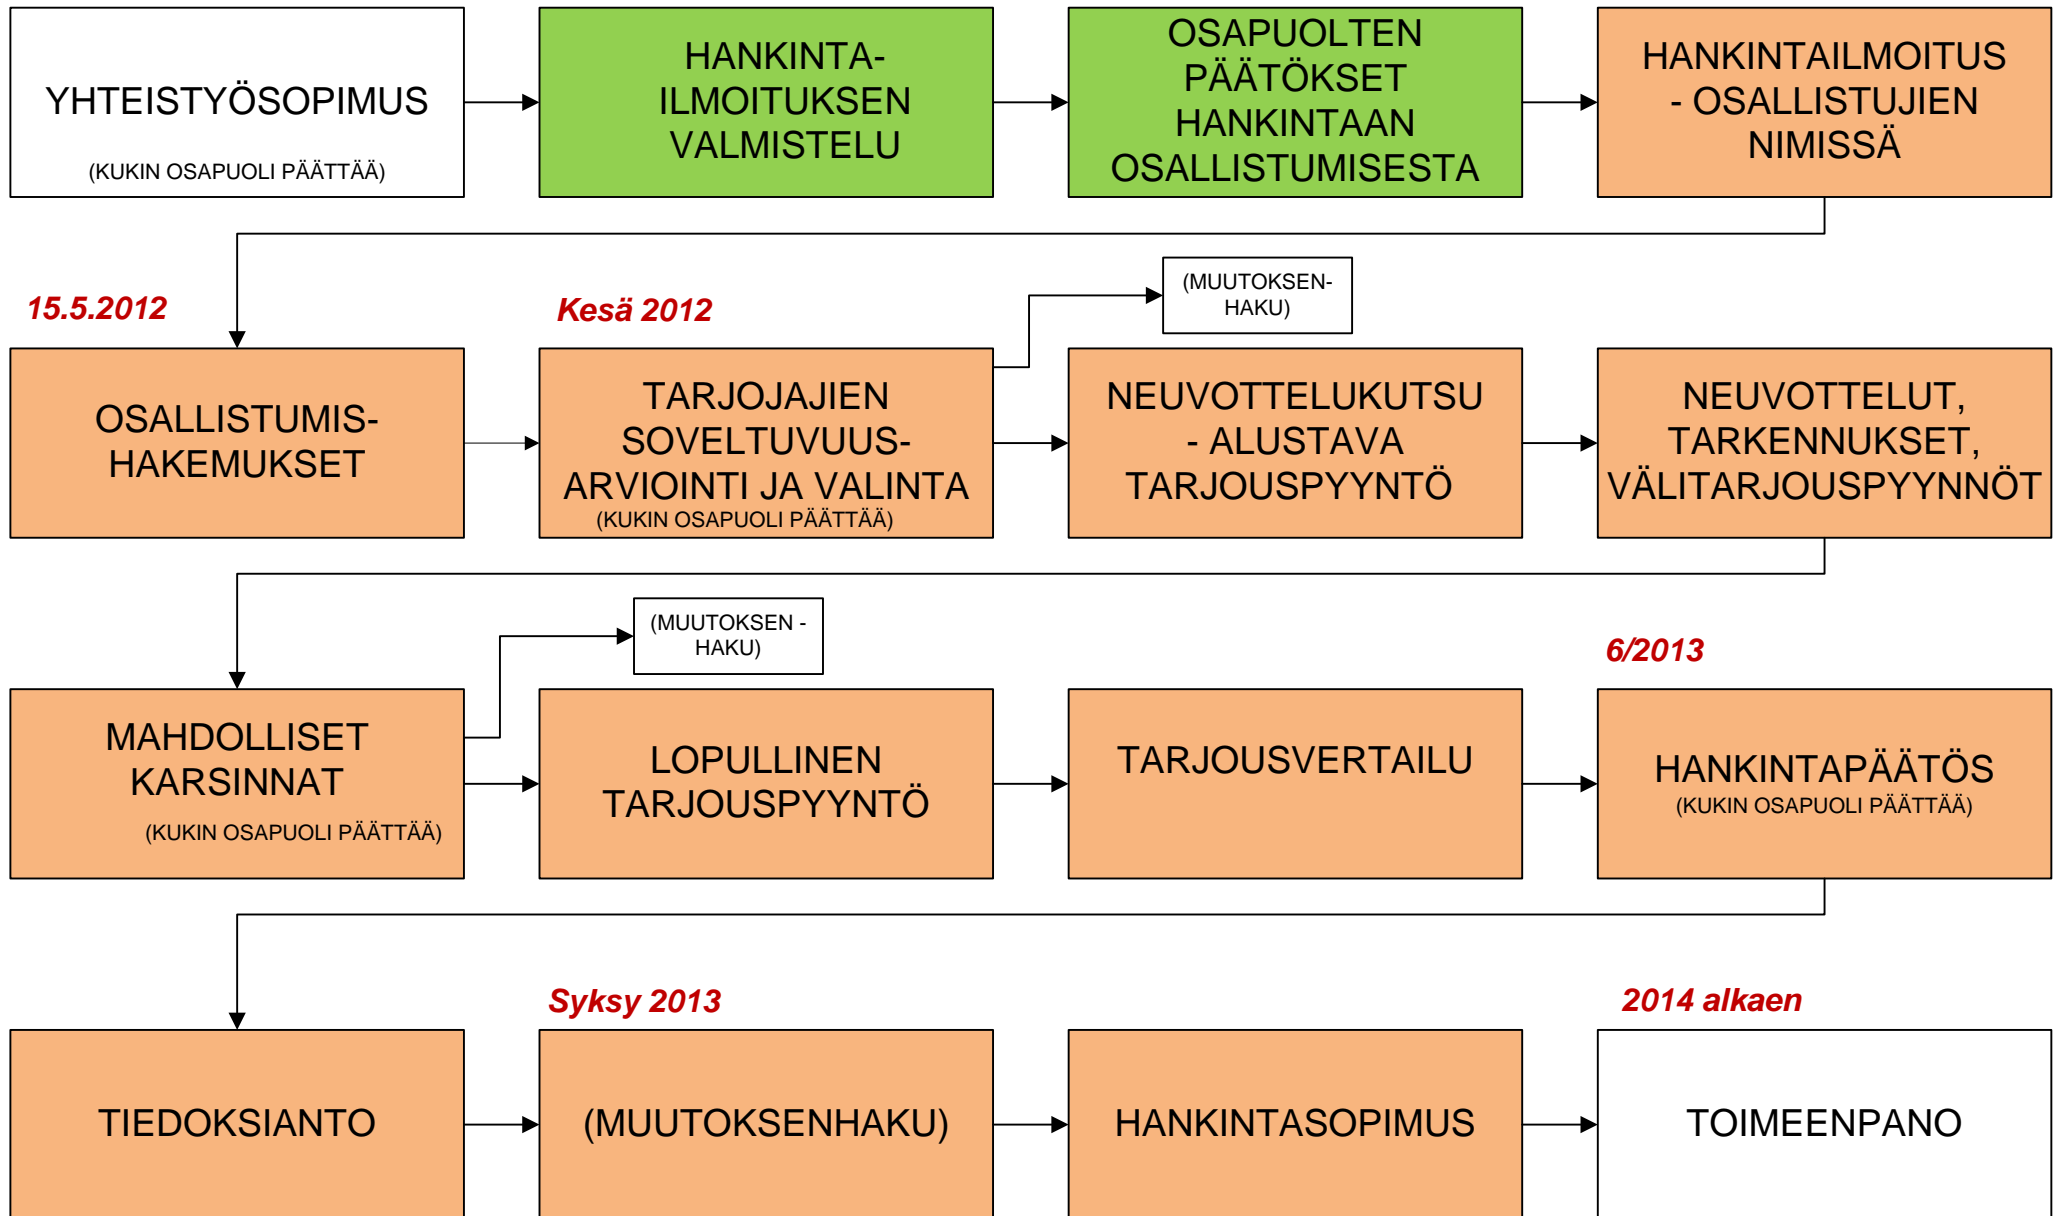 YHTEISTYÖSOPIMUS
(KUKIN OSAPUOLI PÄÄTTÄÄ)
HANKINTA-
ILMOITUKSEN
VALMISTELU
OSAPUOLTEN
PÄÄTÖKSET
HANKINTAAN
OSALLISTUMISESTA
HANKINTAILMOITUS
- OSALLISTUJIEN
NIMISSÄ
15.5.2012
OSALLISTUMIS-
HAKEMUKSET
Kesä 2012
TARJOJAJIEN
SOVELTUVUUS-
ARVIOINTI JA VALINTA
(KUKIN OSAPUOLI PÄÄTTÄÄ)
(MUUTOKSEN-
HAKU)
NEUVOTTELUKUTSU
- ALUSTAVA
TARJOUSPYYNTÖ
NEUVOTTELUT,
TARKENNUKSET,
VÄLITARJOUSPYYNNÖT
MAHDOLLISET
KARSINNAT
(KUKIN OSAPUOLI PÄÄTTÄÄ)
(MUUTOKSEN -
HAKU)
LOPULLINEN
TARJOUSPYYNTÖ
TARJOUSVERTAILU
6/2013
HANKINTAPÄÄTÖS
(KUKIN OSAPUOLI PÄÄTTÄÄ)
TIEDOKSIANTO
Syksy 2013
(MUUTOKSENHAKU)
HANKINTASOPIMUS
2014 alkaen
TOIMEENPANO